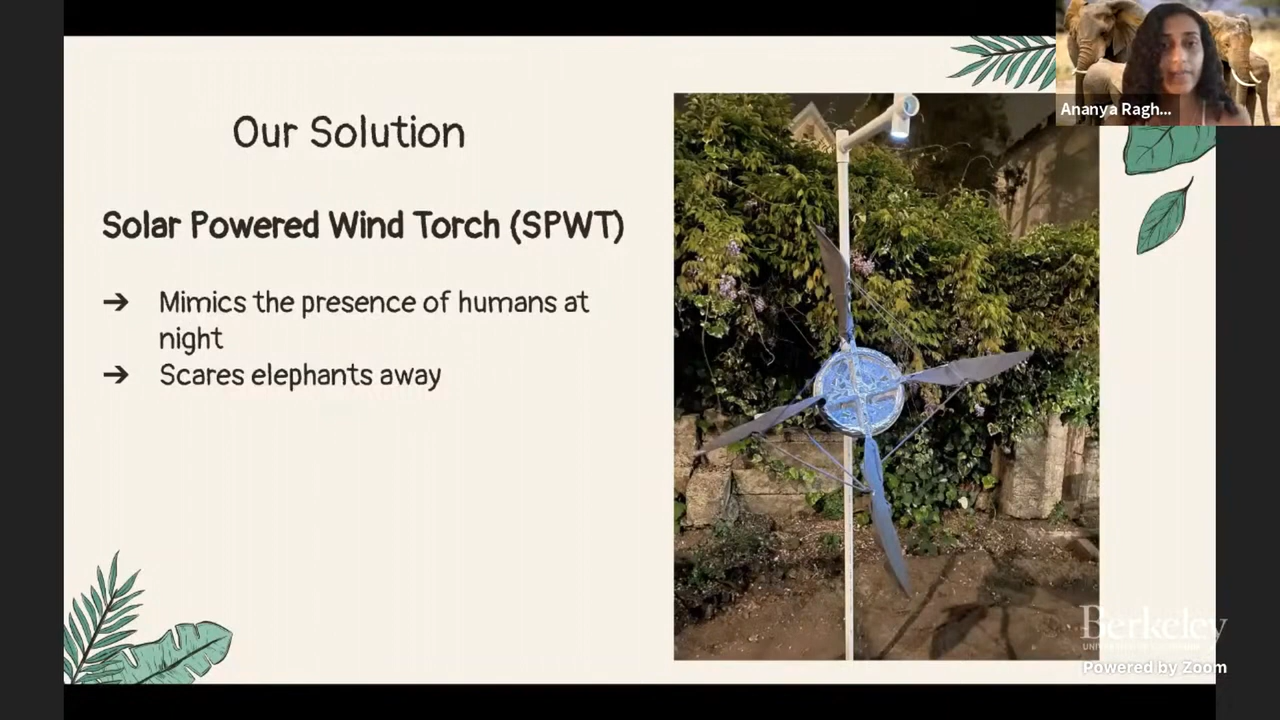 Our Solution
Solar Powered Wind Torch (SPWT)
➔ Mimics the presence of humans at
night
➔ Scares elephants away
Ananya Ragh...
Berkeley
Powered by Zoom